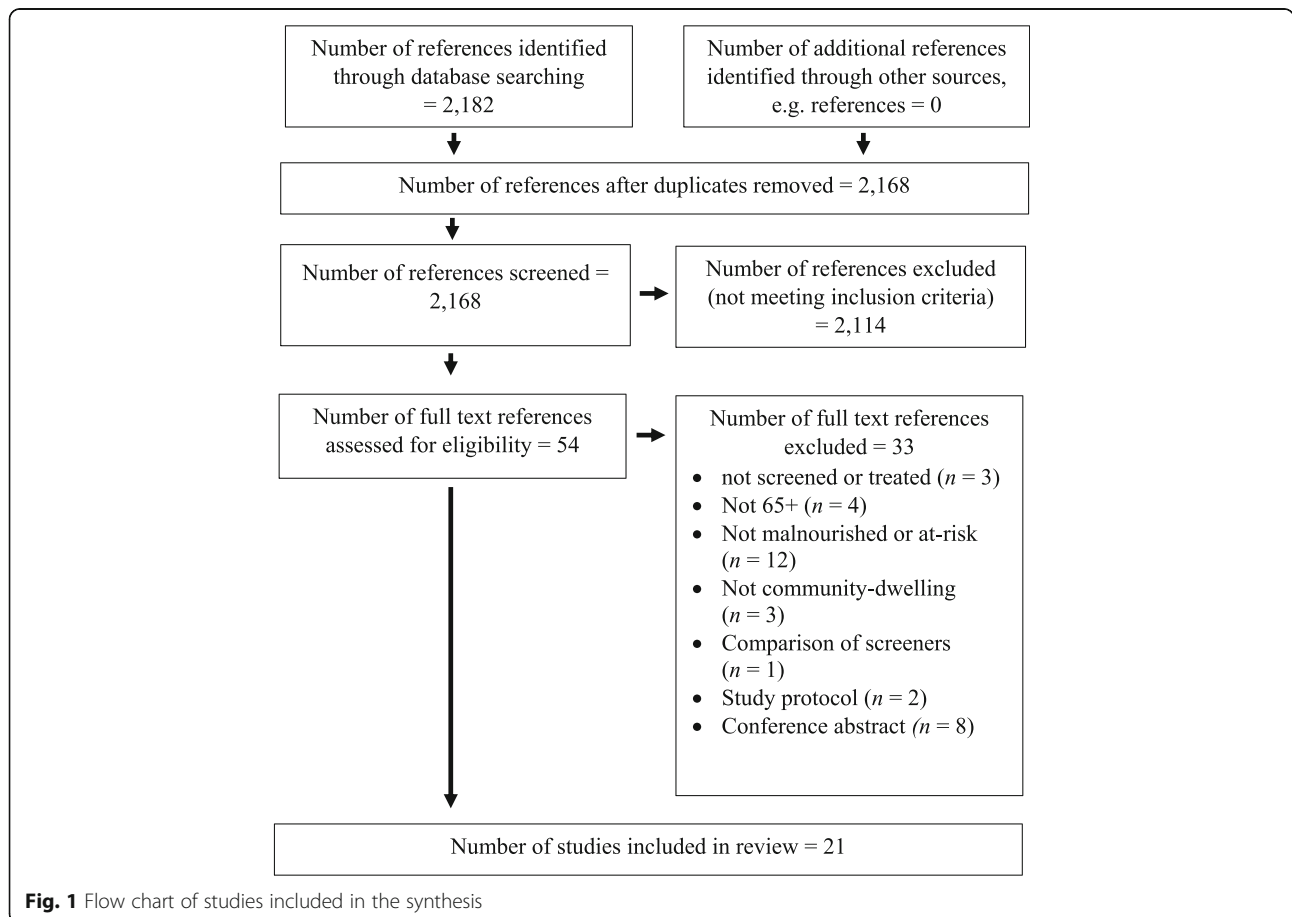 Number of references identified
through database searching
= 2,182
Number of additional references
identified through other sources,
e.g. references = 0
Number of references after duplicates removed = 2,168
Number of references screened =
2,168
Number of references excluded
(not meeting inclusion criteria)
= 2,114
Number of full text references
assessed for eligibility = 54
Number of full text references
excluded = 33
• not screened or treated (n = 3)
• Not 65+ (n = 4)
• Not malnourished or at-risk
(n = 12)
• Not community-dwelling
(n = 3)
• Comparison of screeners
(n = 1)
• Study protocol (n = 2)
• Conference abstract (n = 8)
Number of studies included in review = 21
Fig. 1 Flow chart of studies included in the synthesis